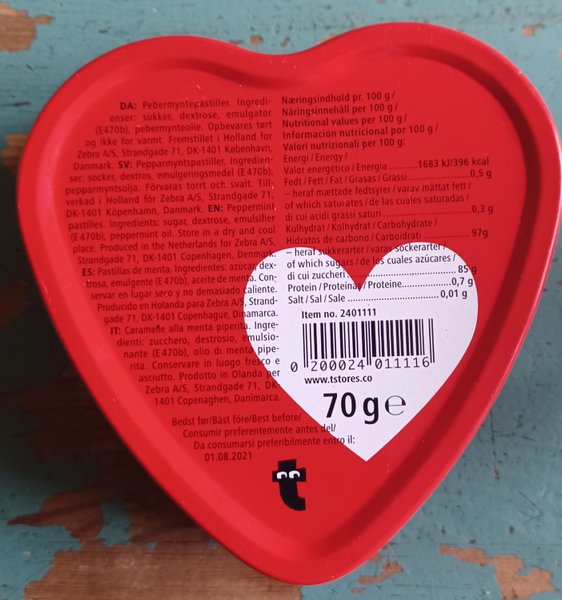 DA: Pebermyntepastiller. Ingredi-
enser: sukker, dextrose, emulgator
(E470b), pebermynteolie. Opbevares tørt
og ikke for varmt. Fremstillet i Holland for
Zebra A/S, Strandgade 71, DK-1401 København,
Danmark. SV: Pepparmyntspastiller. Ingredien-
ser: socker, dextros, emulgeringsmedel (E470b),
pepparmyntsolja. Förvaras torrt och svalt. Till-
verkad i Holland för Zebra A/S, Strandgade 71,
DK-1401 Köpenhamn, Danmark. EN: Peppermint
pastilles. Ingredients: sugar, dextrose, emulsifier
(E470b), peppermint oil. Store in a dry and cool
place. Produced in the Netherlands for Zebra A/S,
Strandgade 71, DK-1401 Copenhagen, Denmark.
ES: Pastillas de menta. Ingredientes: azúcar, dex-
trosa, emulgente (E470b), aceite de menta. Con-
servar en lugar sero y no demasiado caliente.
Producido en Holanda para Zebra A/S, Strand-
gade 71, DK-1401 Copenhague, Dinamarca.
IT: Caramelle alla menta piperita. Ingre-
dienti: zucchero, destrosio, emulsio-
nante (E470b), olio di menta pipe-
rita. Conservare in luogo fresco e
asciutto. Prodotto in Olanda per
Zebra A/S, Strandgade 71, DK-
1401 Copenaghen, Danimarca.
Bedst før/Bäst före/Best before/
Consumir preferentemente antes del/
Da consumarsi preferibilmente entro il:
01.08.2021
Næringsindhold pr. 100 g/
Näringsinnehåll per 100 g/
Nutritional values per 100 g/
Información nutricional por 100 g/
Valori nutrizionali per 100 g:
Energi / Energy /
Valor energético / Energia 1683 kJ/396 kcal
Fedt / Fett / Fat / Grasas / Grassi 0,5 g
– heraf mættede fedtsyrer / varav mättat fett /
of which saturates / de las cuales saturadas /
di cui acidi grassi saturi 0,3 g
Kulhydrat / Kolhydrat / Carbohydrate /
Hidratos de carbono / Carboidrati 97g
– heraf sukkerarter / varav sockerarter /
of which sugars / de los cuales azúcares /
di cui zuccheri 85 g
Protein / Proteína / Proteine 0,7 g
Salt / Sal / Sale 0,01 g
Item no. 2401111
0 200024 011116
www.tstores.co
70 g ℮
t